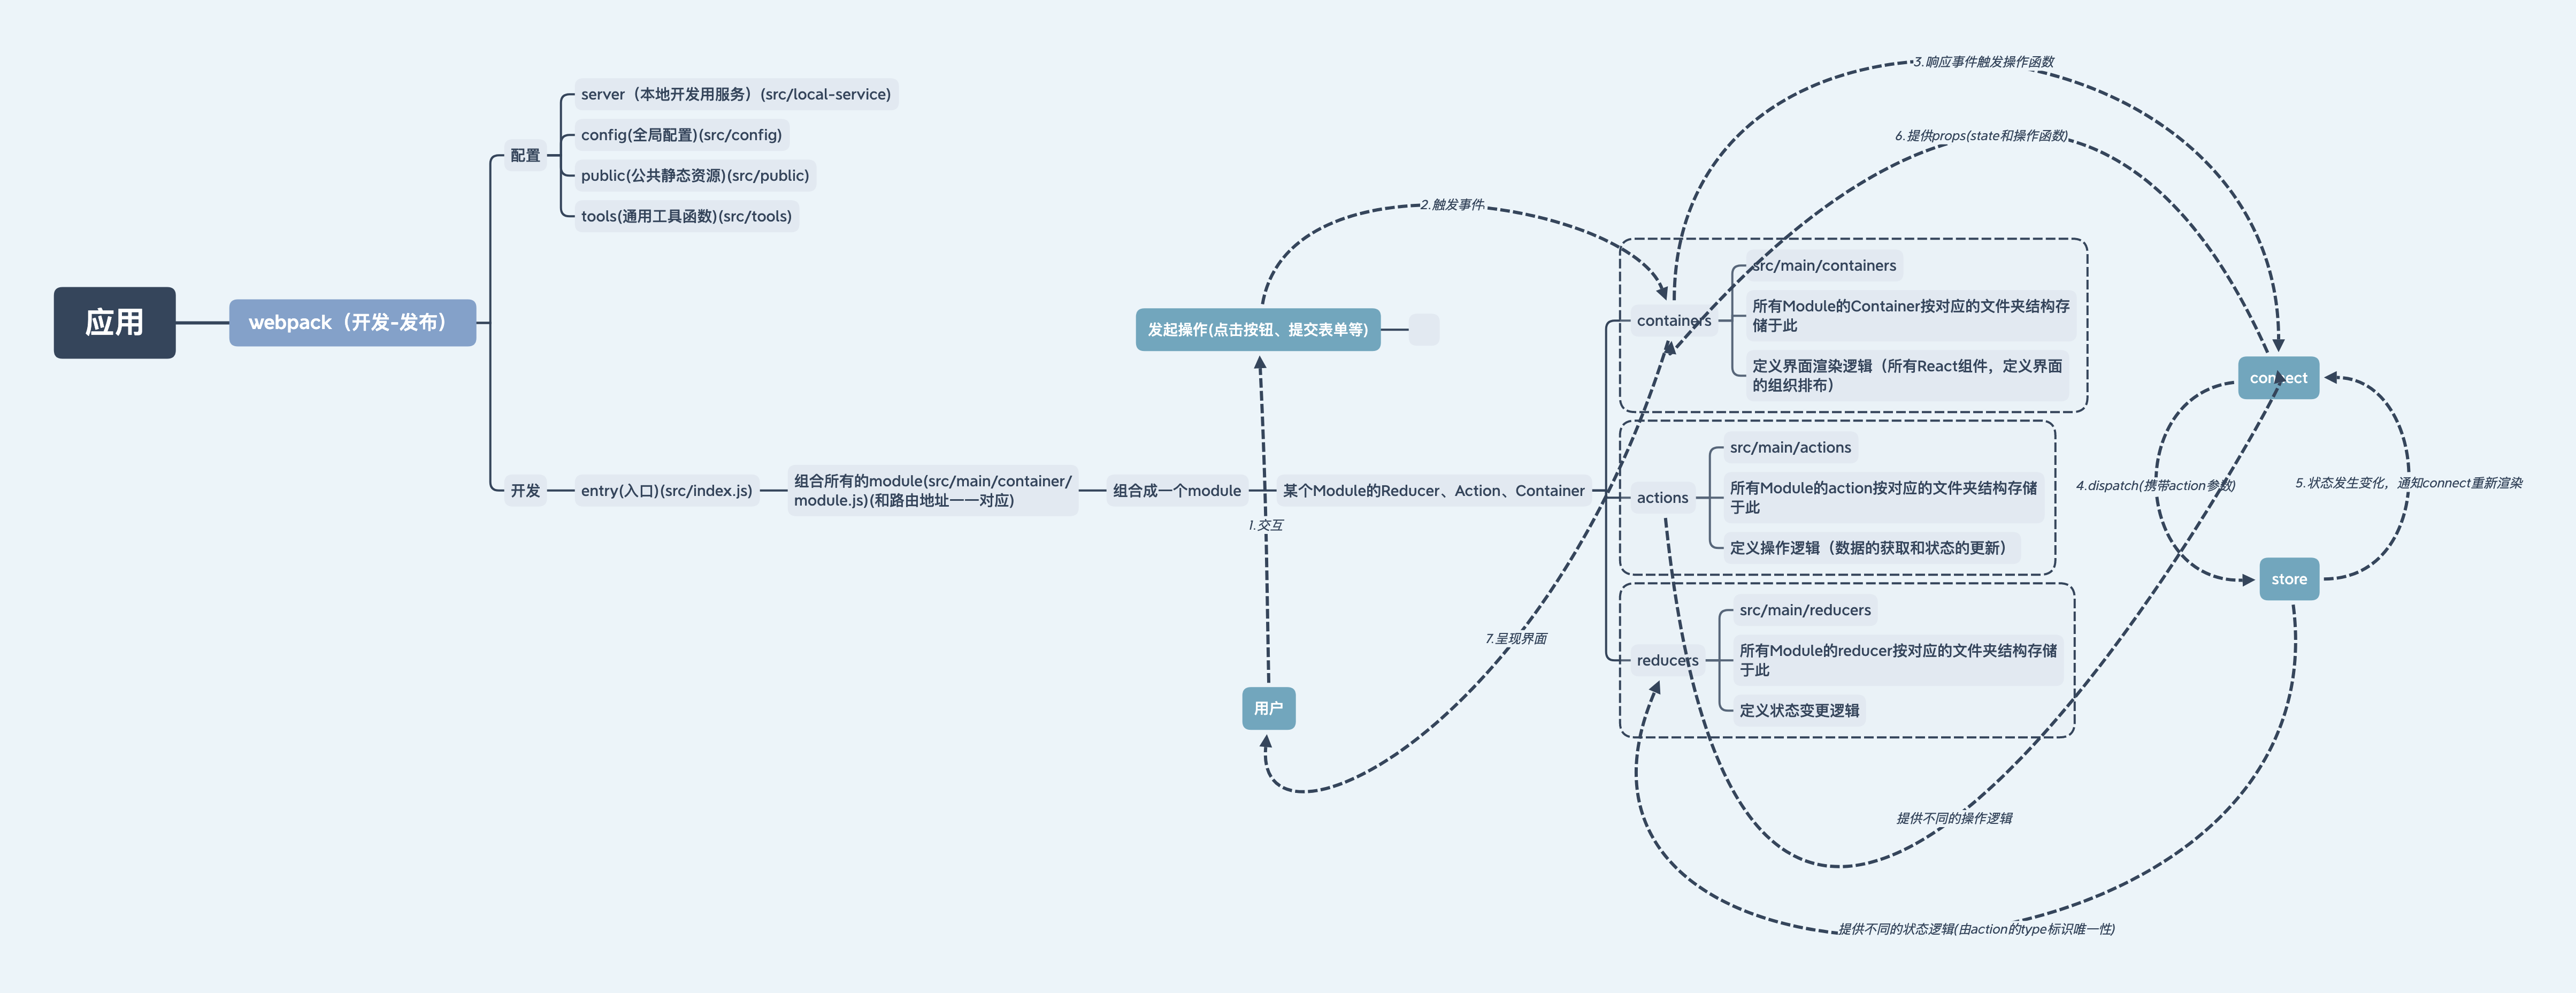 应用
webpack（开发-发布）
配置
server（本地开发用服务）(src/local-service)
config(全局配置)(src/config)
public(公共静态资源)(src/public)
tools(通用工具函数)(src/tools)
开发
entry(入口)(src/index.js)
组合所有的module(src/main/container/
module.js)(和路由地址一一对应)
组合成一个module
某个Module的Reducer、Action、Container
containers
src/main/containers
所有Module的Container按对应的文件夹结构存
储于此
定义界面渲染逻辑（所有React组件，定义界面
的组织排布）
actions
src/main/actions
所有Module的action按对应的文件夹结构存储
于此
定义操作逻辑（数据的获取和状态的更新）
reducers
src/main/reducers
所有Module的reducer按对应的文件夹结构存储
于此
定义状态变更逻辑
发起操作(点击按钮、提交表单等)
用户
connect
store
1.交互
2.触发事件
3.响应事件触发操作函数
4.dispatch(携带action参数)
5.状态发生变化，通知connect重新渲染
6.提供props(state和操作函数)
7.呈现界面
提供不同的操作逻辑
提供不同的状态逻辑(由action的type标识唯一性)